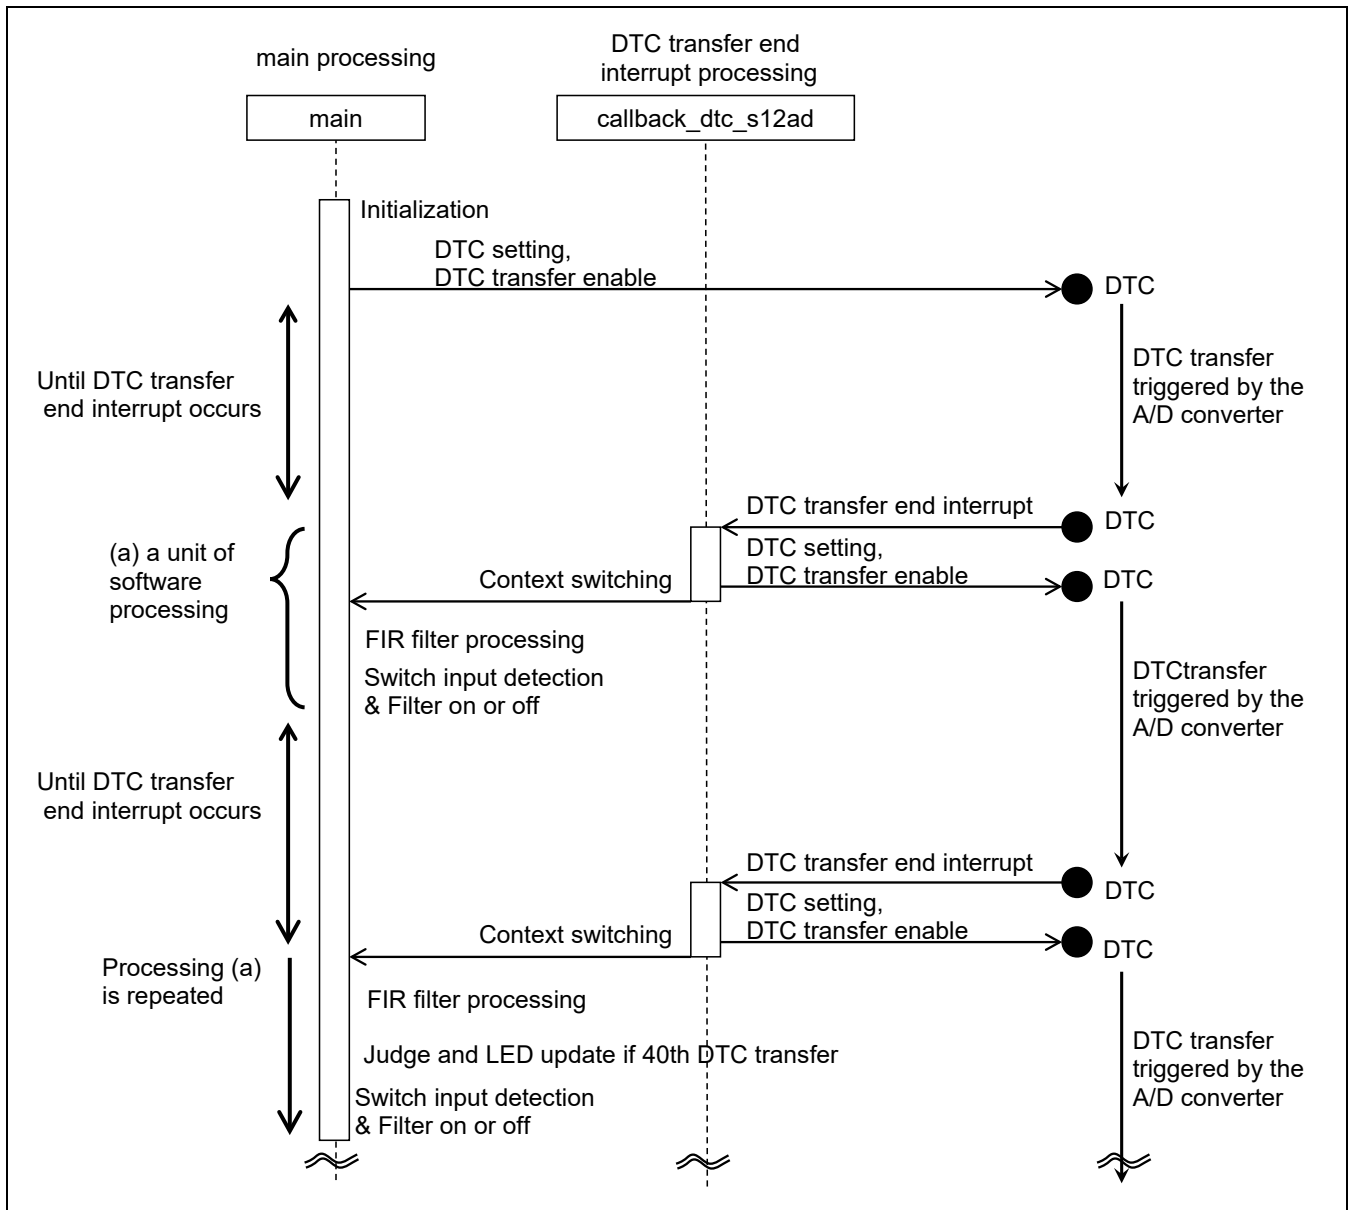 main processing
DTC transfer end
interrupt processing
main
callback_dtc_s12ad
Initialization
DTC setting,
DTC transfer enable
DTC
Until DTC transfer
end interrupt occurs
DTC transfer
triggered by the
A/D converter
DTC transfer end interrupt
DTC
(a) a unit of
software
processing
DTC setting,
DTC transfer enable
DTC
Context switching
FIR filter processing
Switch input detection
& Filter on or off
DTCtransfer
triggered by the
A/D converter
Until DTC transfer
end interrupt occurs
DTC transfer end interrupt
DTC
DTC setting,
DTC transfer enable
DTC
Context switching
Processing (a)
is repeated
FIR filter processing
Judge and LED update if 40th DTC transfer
Switch input detection
& Filter on or off
DTC transfer
triggered by the
A/D converter